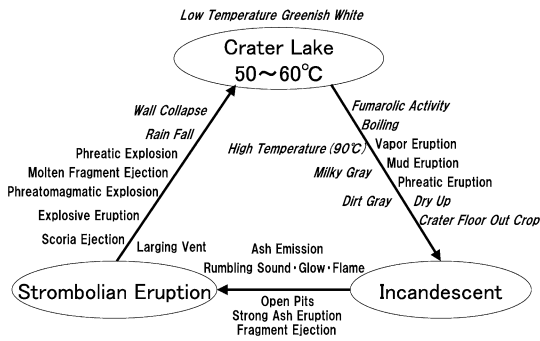 Low Temperature Greenish White
Crater Lake
50～60℃
Wall Collapse
Rain Fall
Phreatic Explosion
Molten Fragment Ejection
Phreatomagmatic Explosion
Explosive Eruption
Scoria Ejection
Larging Vent
Fumarolic Activity
Boiling
High Temperature (90℃)
Vapor Eruption
Mud Eruption
Milky Gray
Phreatic Eruption
Dirt Gray
Dry Up
Crater Floor Out Crop
Ash Emission
Rumbling Sound・Glow・Flame
Strombolian Eruption
Incandescent
Open Pits
Strong Ash Eruption
Fragment Ejection